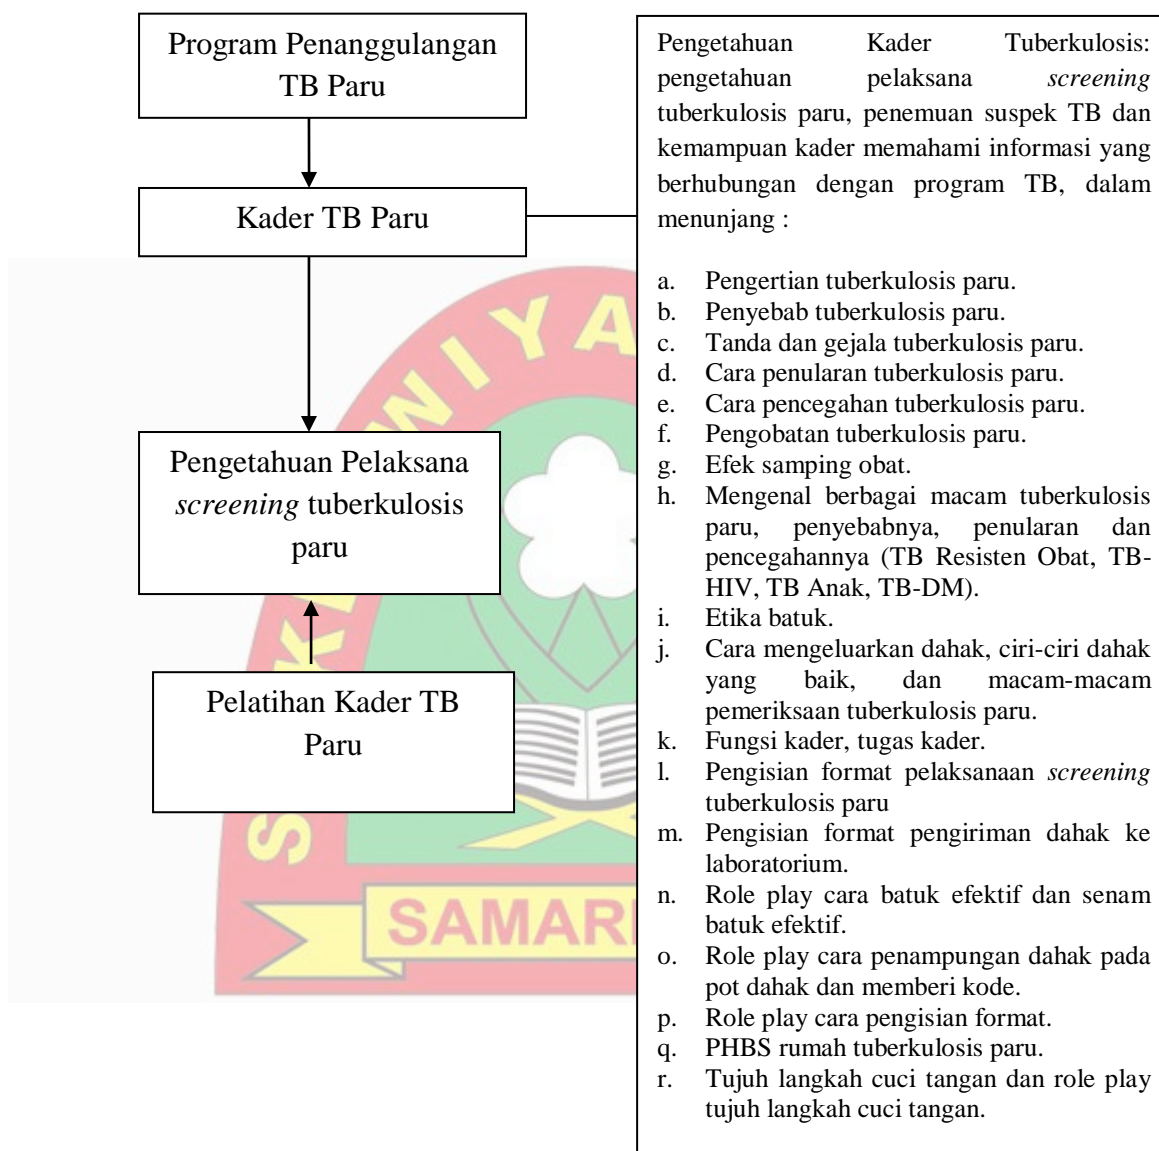 Program Penanggulangan
TB Paru
Kader TB Paru
Pengetahuan Pelaksana
screening tuberkulosis
paru
Pelatihan Kader TB
Paru
Pengetahuan Kader Tuberkulosis:
pengetahuan pelaksana screening
tuberkulosis paru, penemuan suspek TB dan
kemampuan kader memahami informasi yang
berhubungan dengan program TB, dalam
menunjang :
a. Pengertian tuberkulosis paru.
b. Penyebab tuberkulosis paru.
c. Tanda dan gejala tuberkulosis paru.
d. Cara penularan tuberkulosis paru.
e. Cara pencegahan tuberkulosis paru.
f. Pengobatan tuberkulosis paru.
g. Efek samping obat.
h. Mengenal berbagai macam tuberkulosis
paru, penyebabnya, penularan dan
pencegahannya (TB Resisten Obat, TB-
HIV, TB Anak, TB-DM).
i. Etika batuk.
j. Cara mengeluarkan dahak, ciri-ciri dahak
yang baik, dan macam-macam
pemeriksaan tuberkulosis paru.
k. Fungsi kader, tugas kader.
l. Pengisian format pelaksanaan screening
tuberkulosis paru
m. Pengisian format pengiriman dahak ke
laboratorium.
n. Role play cara batuk efektif dan senam
batuk efektif.
o. Role play cara penampungan dahak pada
pot dahak dan memberi kode.
p. Role play cara pengisian format.
q. PHBS rumah tuberkulosis paru.
r. Tujuh langkah cuci tangan dan role play
tujuh langkah cuci tangan.
WIYA
SAMAR